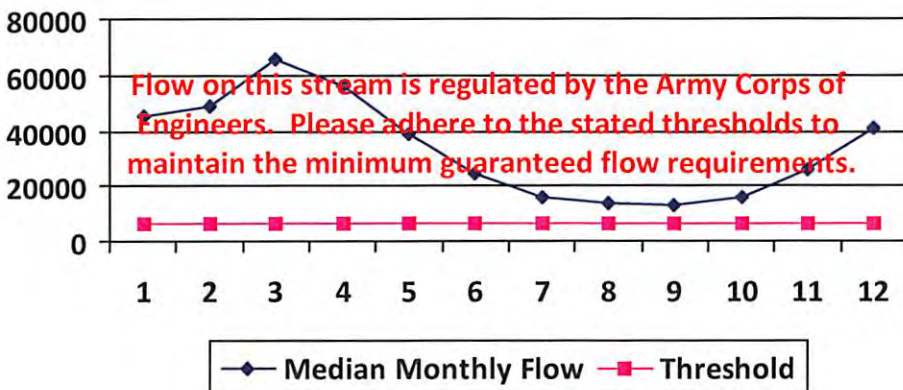 80000
60000
40000
20000
0
Flow on this stream is regulated by the Army Corps of
Engineers. Please adhere to the stated thresholds to
maintain the minimum guaranteed flow requirements.
1 2 3 4 5 6 7 8 9 10 11 12
Median Monthly Flow Threshold